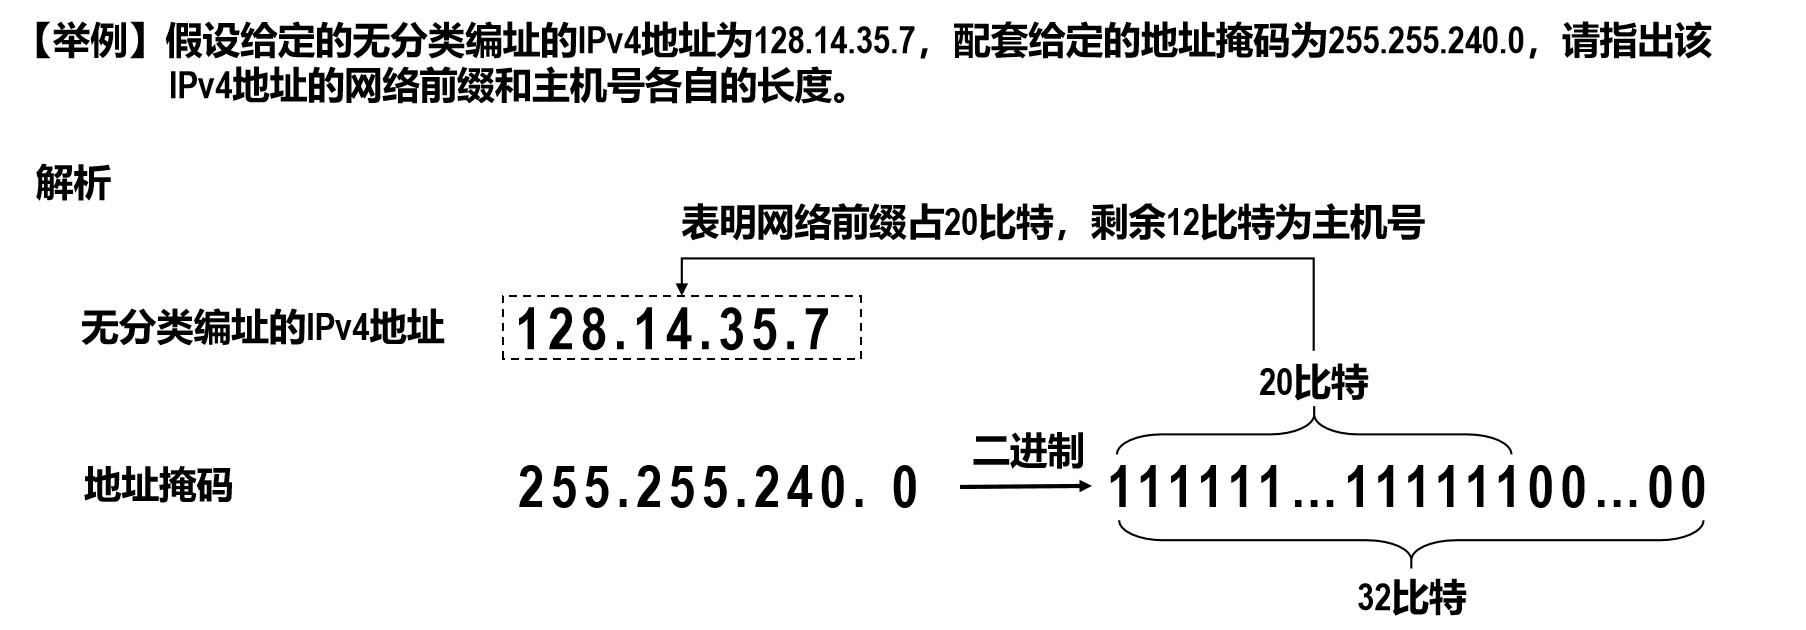 【举例】假设给定的无分类编址的IPv4地址为128.14.35.7，配套给定的地址掩码为255.255.240.0，请指出该
IPv4地址的网络前缀和主机号各自的长度。
解析
表明网络前缀占20比特，剩余12比特为主机号
无分类编址的IPv4地址 128.14.35.7
20比特
二进制
地址掩码 255.255.240. 0 111111...11111100...00
32比特